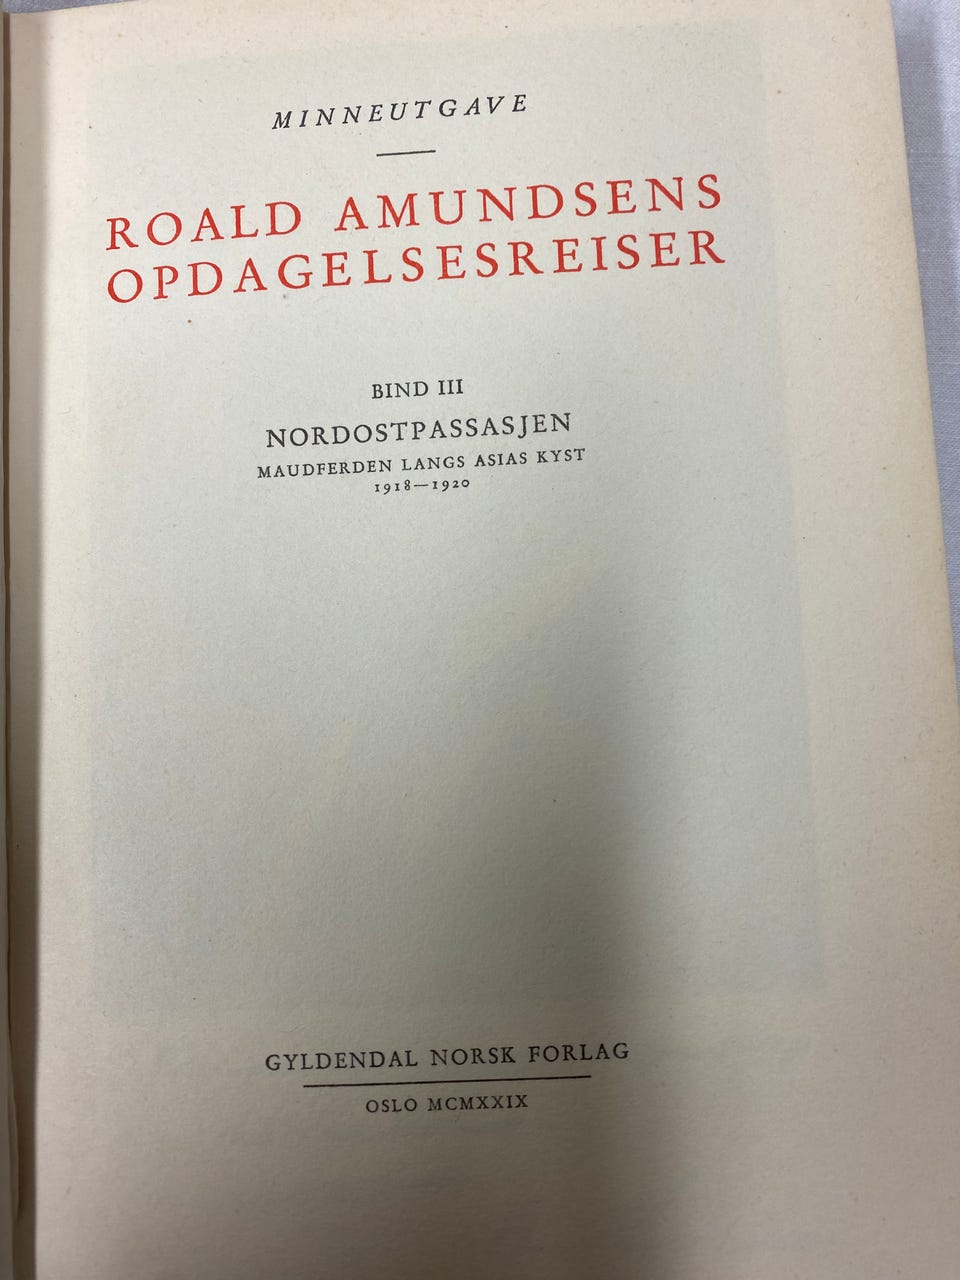 MINNEUTGAVE
ROALD AMUNDSENS
OPDAGELSESREISER
BIND III
NORDOSTPASSASJEN
MAUDFERDEN LANGS ASIAS KYST
1918—1920
GYLDENDAL NORSK FORLAG
OSLO MCMXXIX